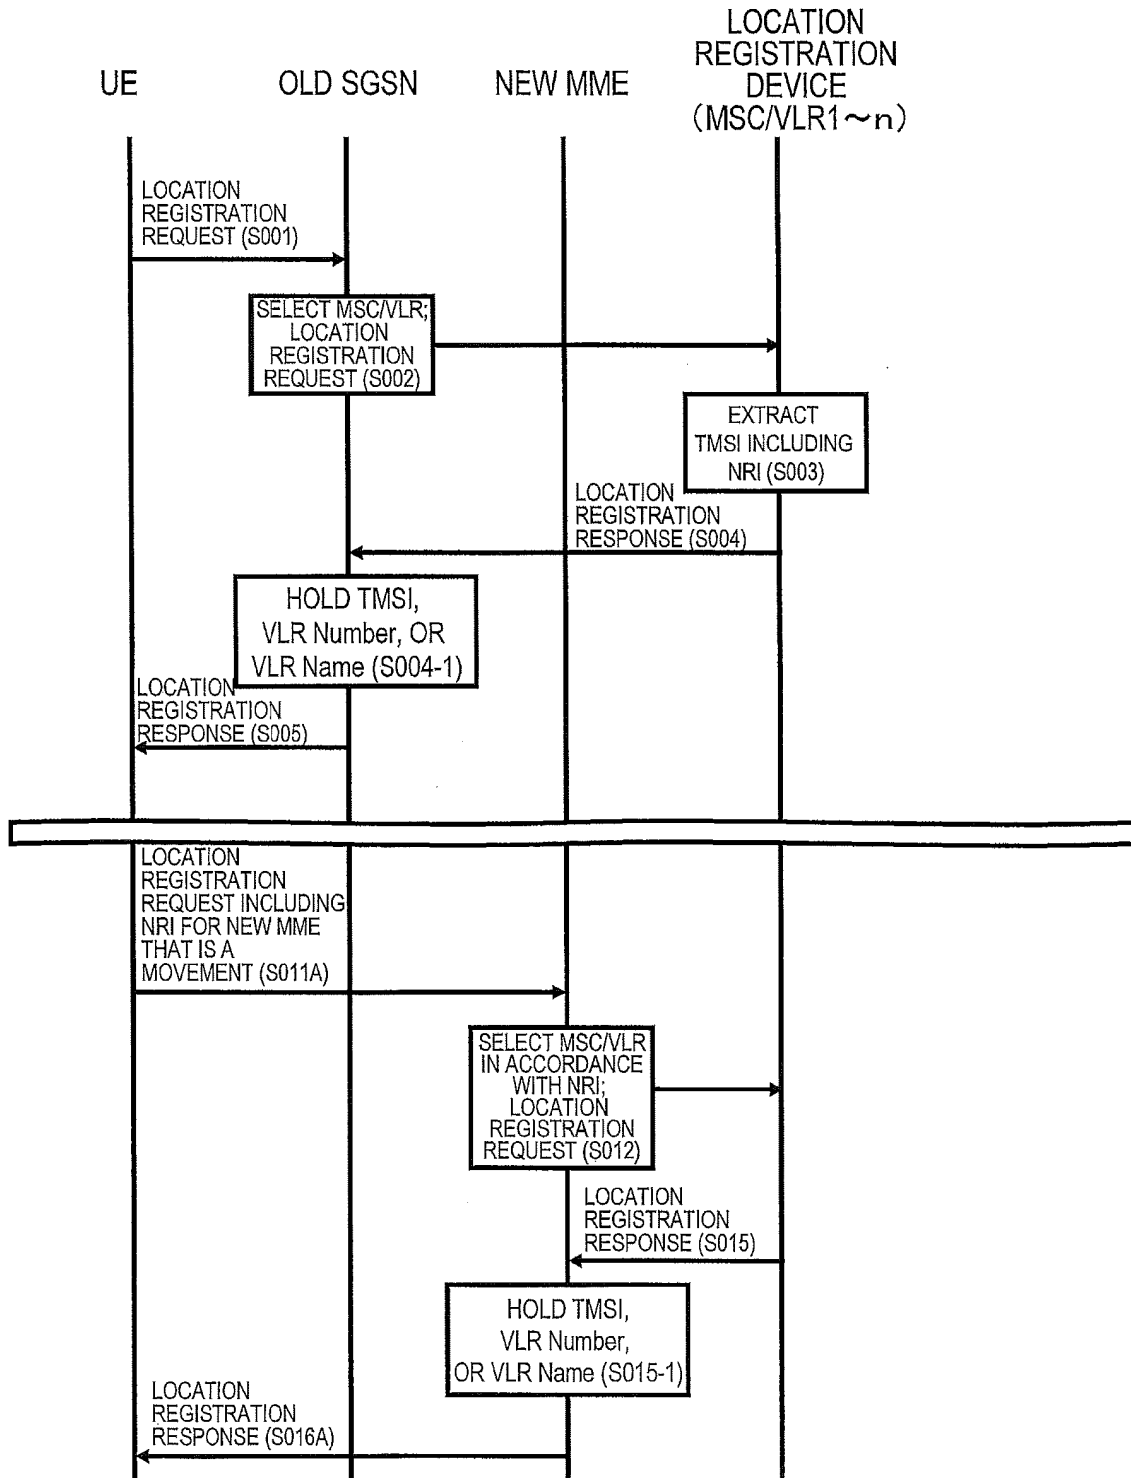 UE
OLD SGSN
NEW MME
LOCATION
REGISTRATION
DEVICE
(MSC/VLR1～n)
LOCATION
REGISTRATION
REQUEST (S001)
SELECT MSC/VLR;
LOCATION
REGISTRATION
REQUEST (S002)
EXTRACT
TMSI INCLUDING
NRI (S003)
LOCATION
REGISTRATION
RESPONSE (S004)
HOLD TMSI,
VLR Number, OR
VLR Name (S004-1)
LOCATION
REGISTRATION
RESPONSE (S005)
LOCATION
REGISTRATION
REQUEST INCLUDING
NRI FOR NEW MME
THAT IS A
MOVEMENT (S011A)
SELECT MSC/VLR
IN ACCORDANCE
WITH NRI;
LOCATION
REGISTRATION
REQUEST (S012)
LOCATION
REGISTRATION
RESPONSE (S015)
HOLD TMSI,
VLR Number,
OR VLR Name (S015-1)
LOCATION
REGISTRATION
RESPONSE (S016A)